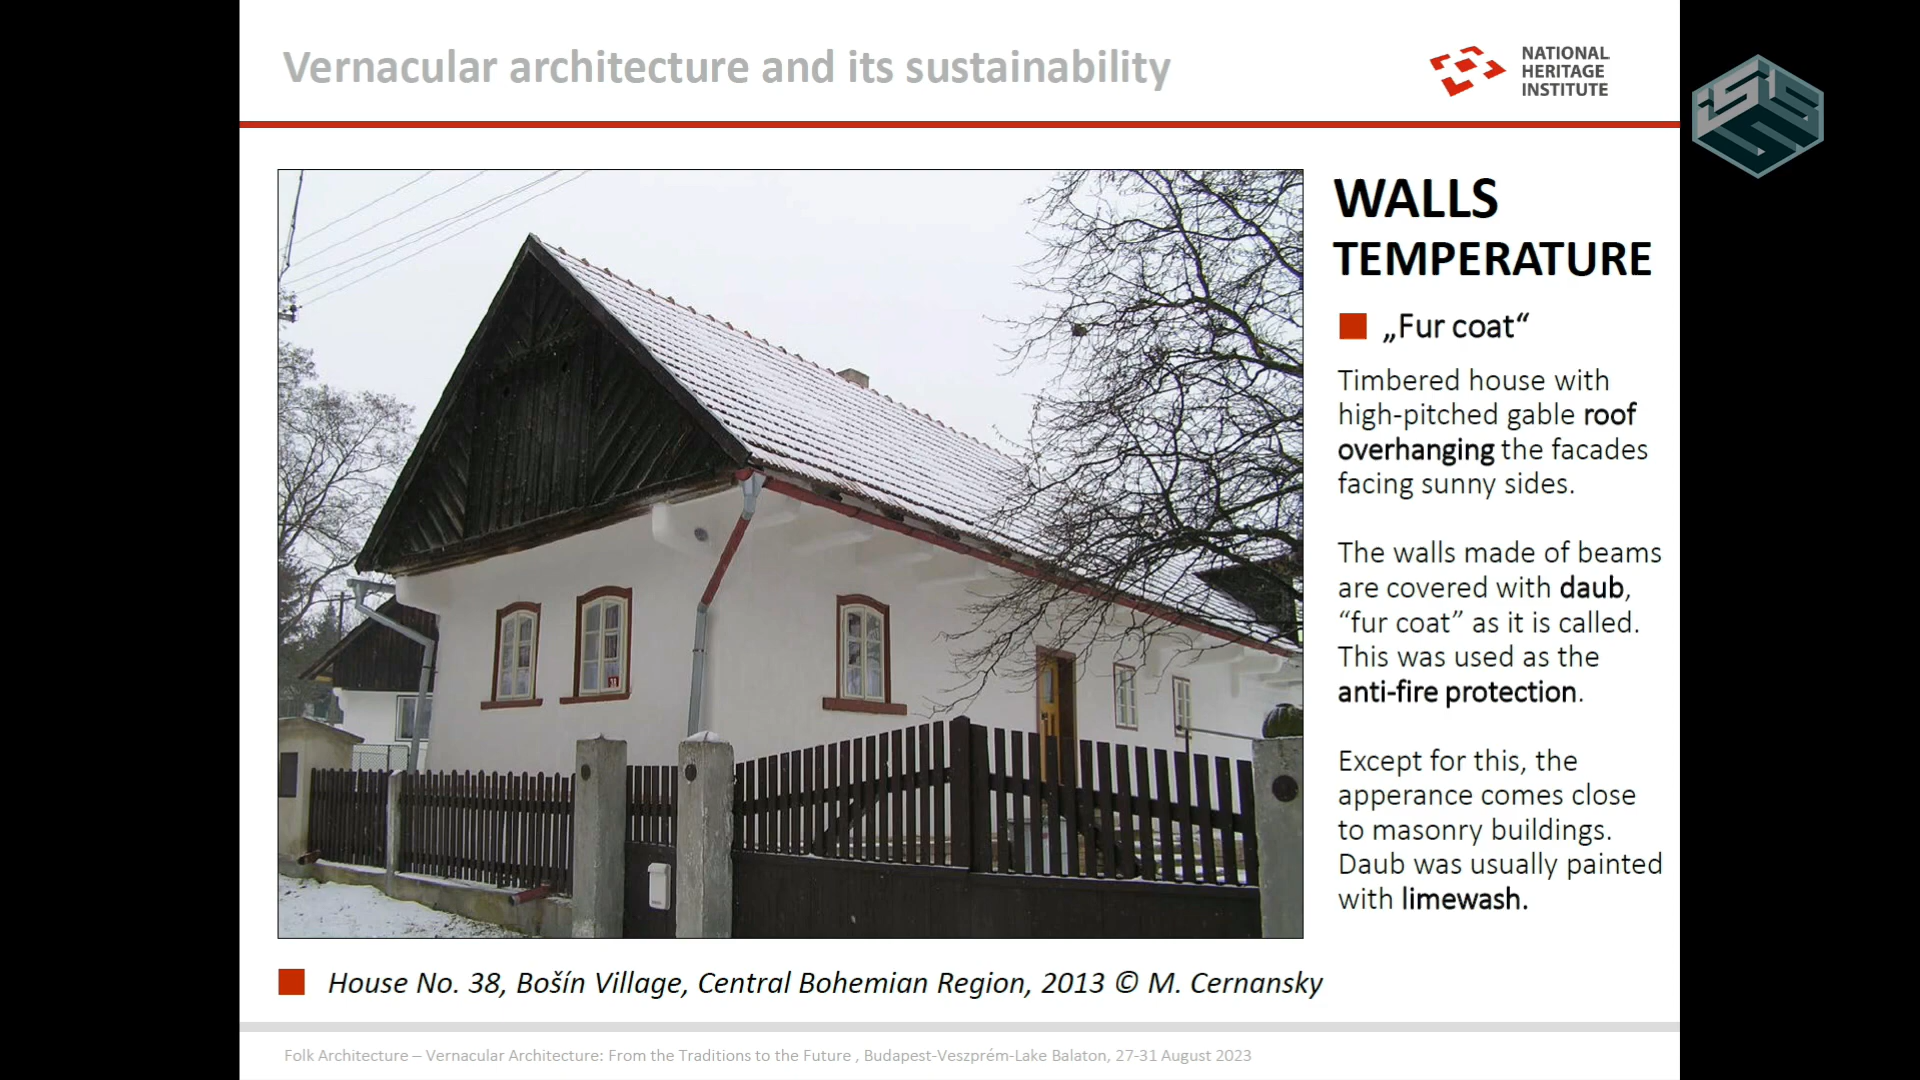 Vernacular architecture and its sustainability
NATIONAL
HERITAGE
INSTITUTE
WALLS
TEMPERATURE
„Fur coat“
Timbered house with
high-pitched gable roof
overhanging the facades
facing sunny sides.
The walls made of beams
are covered with daub,
“fur coat” as it is called.
This was used as the
anti-fire protection.
Except for this, the
apperance comes close
to masonry buildings.
Daub was usually painted
with limewash.
38
House No. 38, Bošín Village, Central Bohemian Region, 2013 © M. Cernansky
Folk Architecture – Vernacular Architecture: From the Traditions to the Future , Budapest-Veszprém-Lake Balaton, 27-31 August 2023